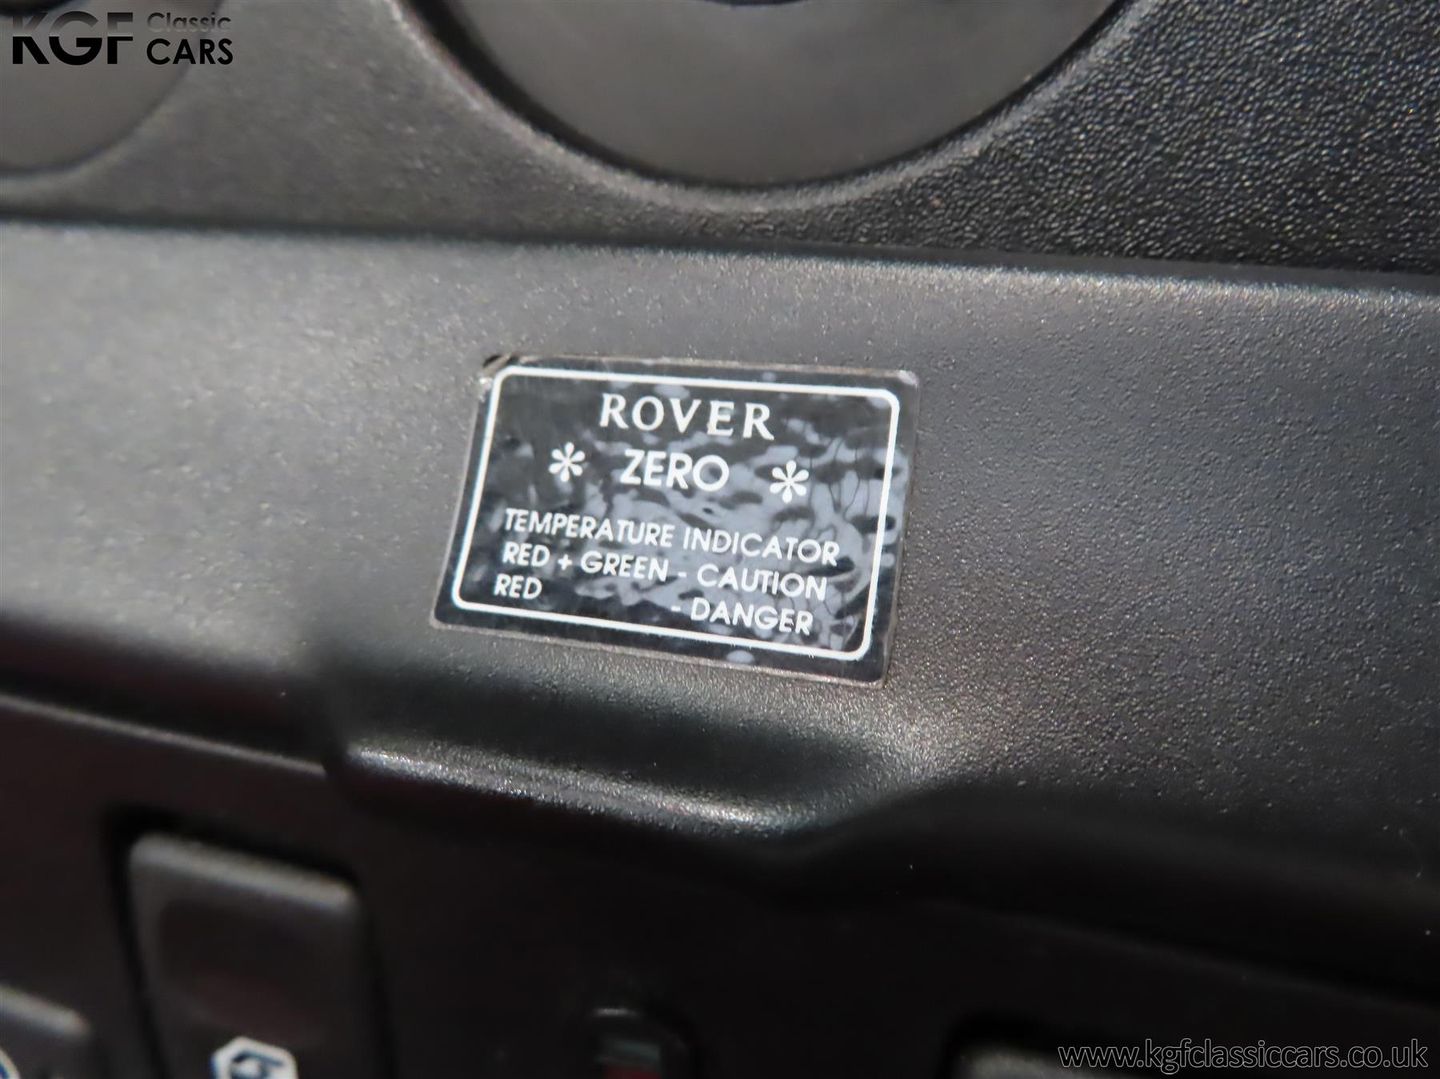 KGF Classic CARS
ROVER
* ZERO *
TEMPERATURE INDICATOR
RED + GREEN - CAUTION
RED - DANGER
www.kgfclassiccars.co.uk